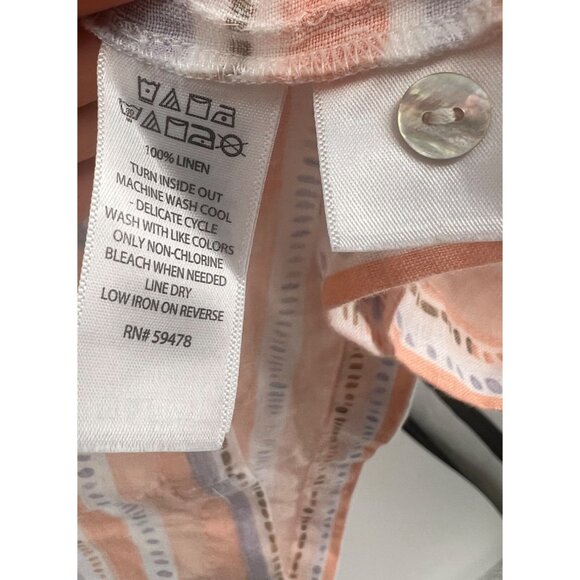 100% LINEN
TURN INSIDE OUT
MACHINE WASH COOL
- DELICATE CYCLE
WASH WITH LIKE COLORS
ONLY NON-CHLORINE
BLEACH WHEN NEEDED
LINE DRY
LOW IRON ON REVERSE
RN# 59478